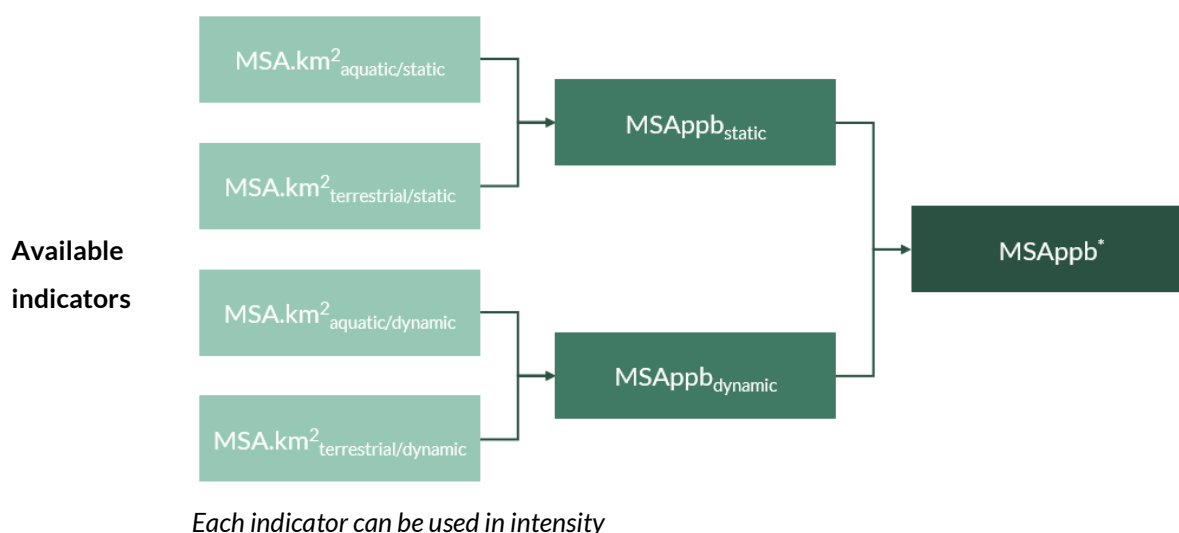 MSA.km²aquatic/static
MSAppbstatic
MSA.km²terrestrial/static
Available
indicators
MSAppb*
MSA.km²aquatic/dynamic
MSAppbdynamic
MSA.km²terrestrial/dynamic
Each indicator can be used in intensity